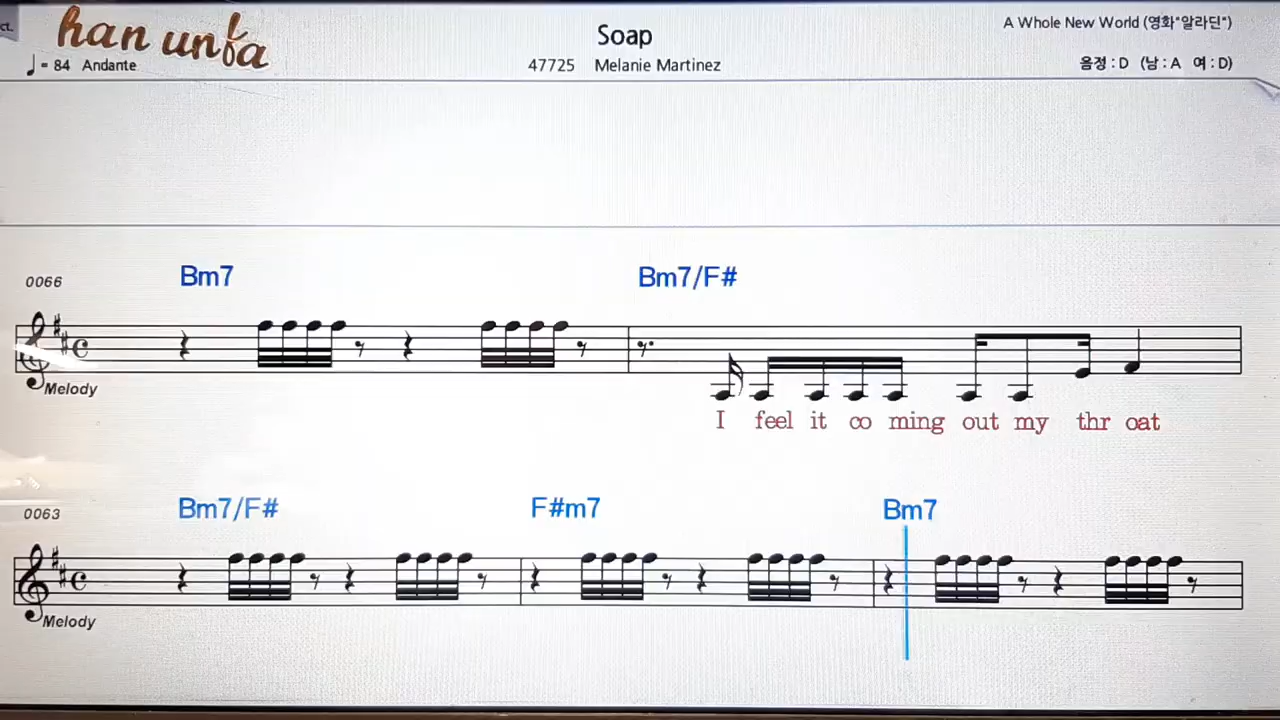 ct.
han unfa
Soap
A Whole New World (영화"알라딘")
♩= 84 Andante
47725 Melanie Martinez
음정 : D (남 : A 여 : D)
0066
Bm7
Bm7/F#
Melody
I feel it co ming out my thr oat
0063
Bm7/F#
F#m7
Bm7
Melody